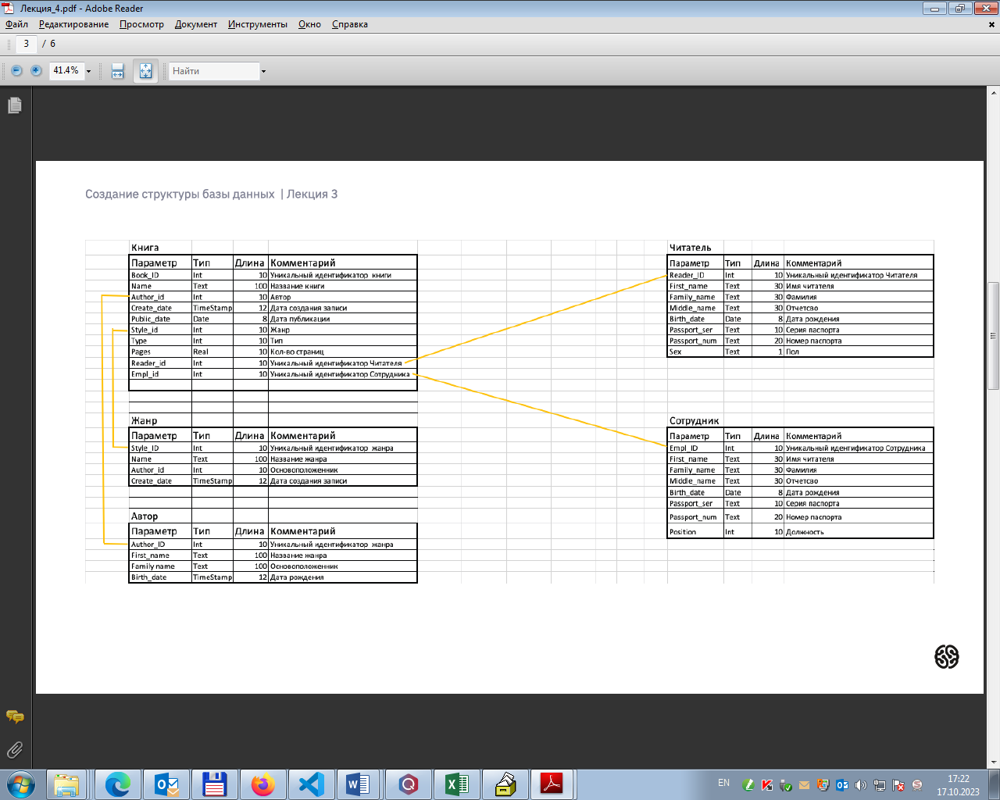 Лекция_4.pdf - Adobe Reader
Файл Редактирование Просмотр Документ Инструменты Окно Справка
3 / 6
41.4% Найти
Создание структуры базы данных | Лекция 3
Книга
Параметр Тип Длина Комментарий
Book_ID Int 10 Уникальный идентификатор книги
Name Text 100 Название книги
Author_id Int 10 Автор
Create_date TimeStamp 12 Дата создания записи
Public_date Date 8 Дата публикации
Style_id Int 10 Жанр
Type Int 10 Тип
Pages Real 10 Кол-во страниц
Reader_id Int 10 Уникальный идентификатор Читателя
Empl_id Int 10 Уникальный идентификатор Сотрудника
Жанр
Параметр Тип Длина Комментарий
Style_ID Int 10 Уникальный идентификатор жанра
Name Text 100 Название жанра
Author_id Int 10 Основоположенник
Create_date TimeStamp 12 Дата создания записи
Автор
Параметр Тип Длина Комментарий
Author_ID Int 10 Уникальный идентификатор жанра
First_name Text 100 Название жанра
Family name Text 100 Основоположенник
Birth_date TimeStamp 12 Дата рождения
Читатель
Параметр Тип Длина Комментарий
Reader_ID Int 10 Уникальный идентификатор Читателя
First_name Text 30 Имя читателя
Family_name Text 30 Фамилия
Middle_name Text 30 Отчетсво
Birth_date Date 8 Дата рождения
Passport_ser Text 10 Серия паспорта
Passport_num Text 20 Номер паспорта
Sex Text 1 Пол
Сотрудник
Параметр Тип Длина Комментарий
Empl_ID Int 10 Уникальный идентификатор Сотрудника
First_name Text 30 Имя читателя
Family_name Text 30 Фамилия
Middle_name Text 30 Отчетсво
Birth_date Date 8 Дата рождения
Passport_ser Text 10 Серия паспорта
Passport_num Text 20 Номер паспорта
Position Int 10 Должность
EN
17:22
17.10.2023